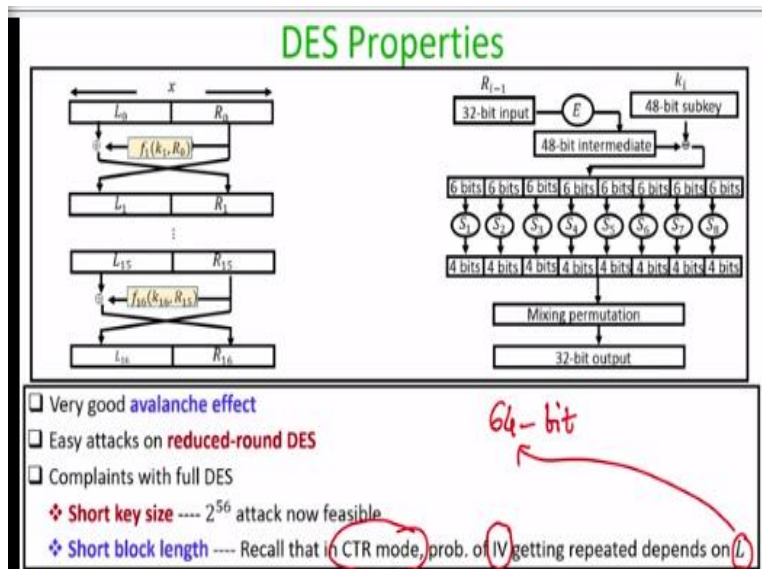 DES Properties
x
L₀ R₀
f₁(k₁, R₀)
L₁ R₁
⋮
L₁₅ R₁₅
f₁₆(k₁₆, R₁₅)
L₁₆ R₁₆
Rᵢ₋₁ kᵢ
32-bit input E 48-bit subkey
48-bit intermediate
6 bits 6 bits 6 bits 6 bits 6 bits 6 bits 6 bits 6 bits
S₁ S₂ S₃ S₄ S₅ S₆ S₇ S₈
4 bits 4 bits 4 bits 4 bits 4 bits 4 bits 4 bits 4 bits
Mixing permutation
32-bit output
❑ Very good avalanche effect
64-bit
❑ Easy attacks on reduced-round DES
❑ Complaints with full DES
❖ Short key size ---- 2⁵⁶ attack now feasible
❖ Short block length ---- Recall that in CTR mode, prob. of IV getting repeated depends on L